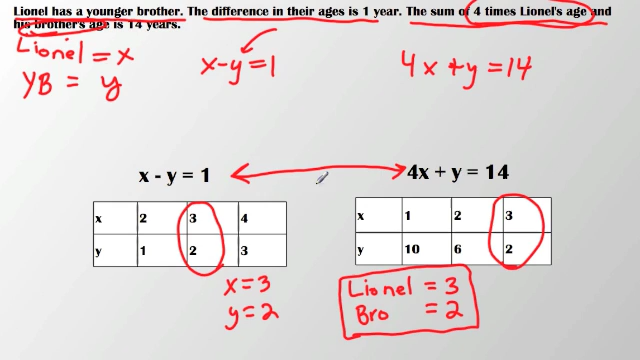 Lionel has a younger brother. The difference in their ages is 1 year. The sum of 4 times Lionel's age and
his brother's age is 14 years.
Lionel = x
YB = y
x-y=1
4x+y=14
x - y = 1
4x + y = 14
x 2 3 4
y 1 2 3
x 1 2 3
y 10 6 2
x=3
y=2
Lionel = 3
Bro = 2